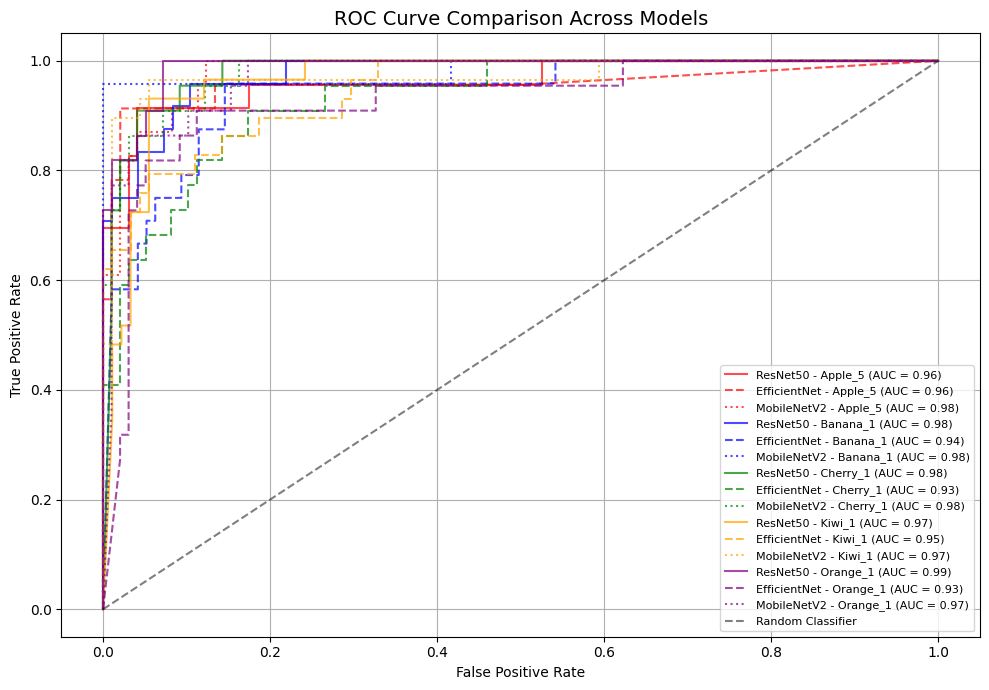 ROC Curve Comparison Across Models
True Positive Rate
1.0
0.8
0.6
0.4
0.2
0.0
0.0 0.2 0.4 0.6 0.8 1.0
False Positive Rate
ResNet50 - Apple_5 (AUC = 0.96)
EfficientNet - Apple_5 (AUC = 0.96)
MobileNetV2 - Apple_5 (AUC = 0.98)
ResNet50 - Banana_1 (AUC = 0.98)
EfficientNet - Banana_1 (AUC = 0.94)
MobileNetV2 - Banana_1 (AUC = 0.98)
ResNet50 - Cherry_1 (AUC = 0.98)
EfficientNet - Cherry_1 (AUC = 0.93)
MobileNetV2 - Cherry_1 (AUC = 0.98)
ResNet50 - Kiwi_1 (AUC = 0.97)
EfficientNet - Kiwi_1 (AUC = 0.95)
MobileNetV2 - Kiwi_1 (AUC = 0.97)
ResNet50 - Orange_1 (AUC = 0.99)
EfficientNet - Orange_1 (AUC = 0.93)
MobileNetV2 - Orange_1 (AUC = 0.97)
Random Classifier